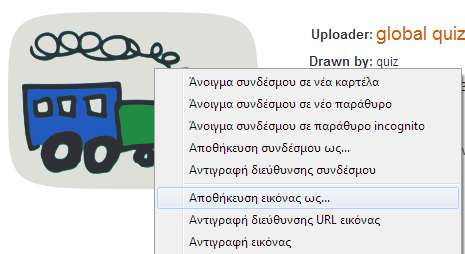 Uploader: global quiz
Drawn by: quiz
Άνοιγμα συνδέσμου σε νέα καρτέλα
Άνοιγμα συνδέσμου σε νέο παράθυρο
Άνοιγμα συνδέσμου σε παράθυρο incognito
Αποθήκευση συνδέσμου ως...
Αντιγραφή διεύθυνσης συνδέσμου
Αποθήκευση εικόνας ως...
Αντιγραφή διεύθυνσης URL εικόνας
Αντιγραφή εικόνας